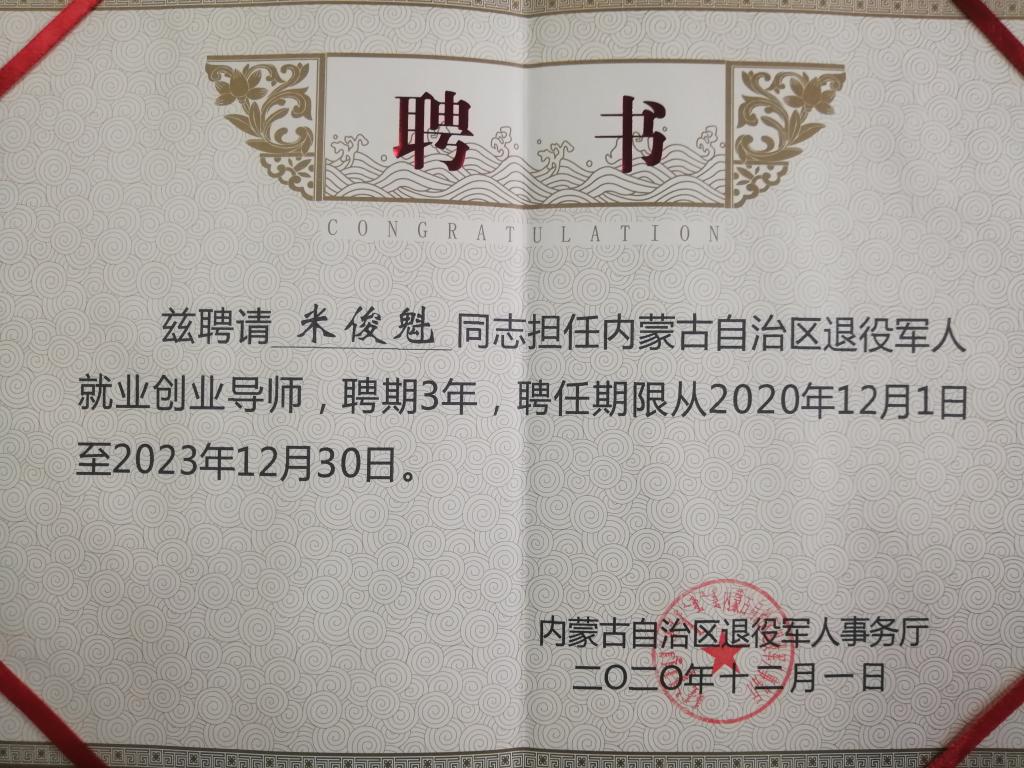 聘书
CONGRATULATION
兹聘请 米俊魁 同志担任内蒙古自治区退役军人
就业创业导师，聘期3年，聘任期限从2020年12月1日
至2023年12月30日。
内蒙古自治区退役军人事务厅
二〇二〇年十二月一日